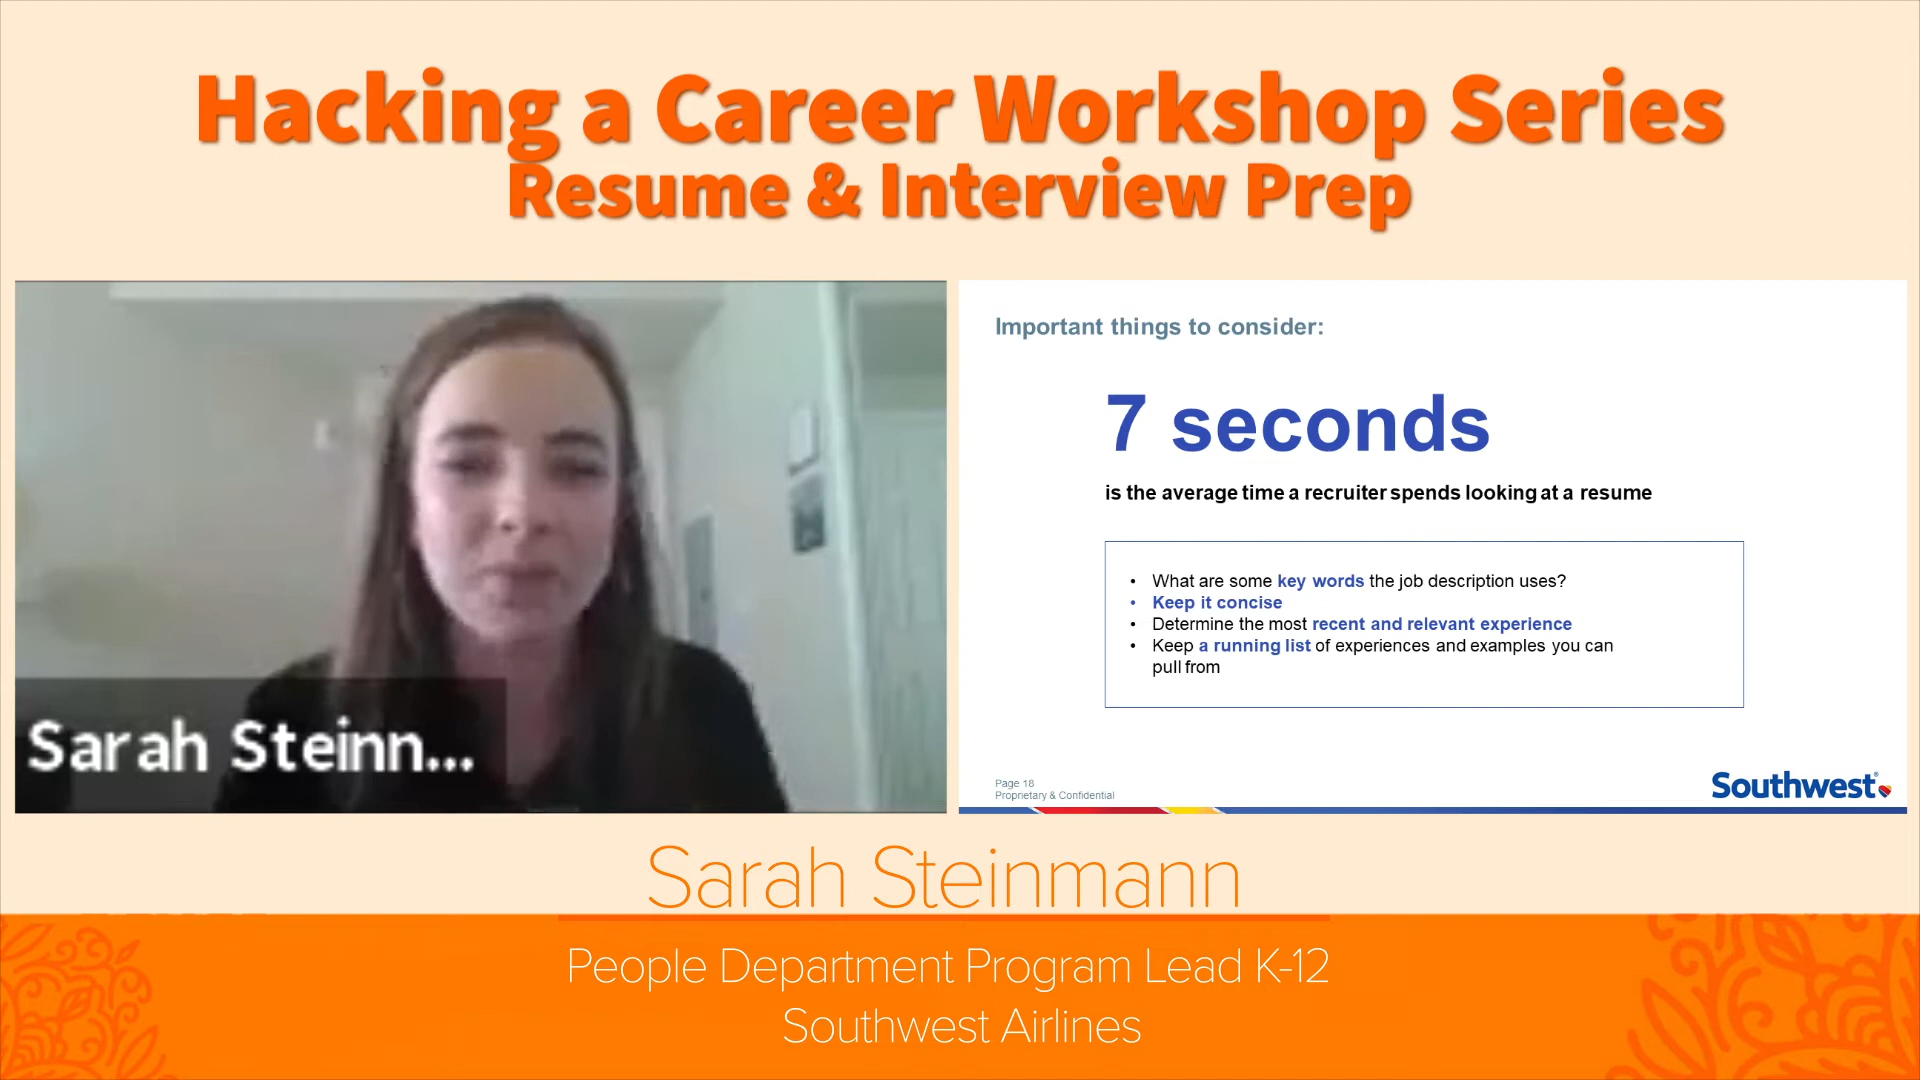 Hacking a Career Workshop Series
Resume & Interview Prep
Sarah Steinn...
Important things to consider:
7 seconds
is the average time a recruiter spends looking at a resume
• What are some key words the job description uses?
• Keep it concise
• Determine the most recent and relevant experience
• Keep a running list of experiences and examples you can
pull from
Page 18
Proprietary & Confidential
Southwest®
Sarah Steinmann
People Department Program Lead K-12
Southwest Airlines